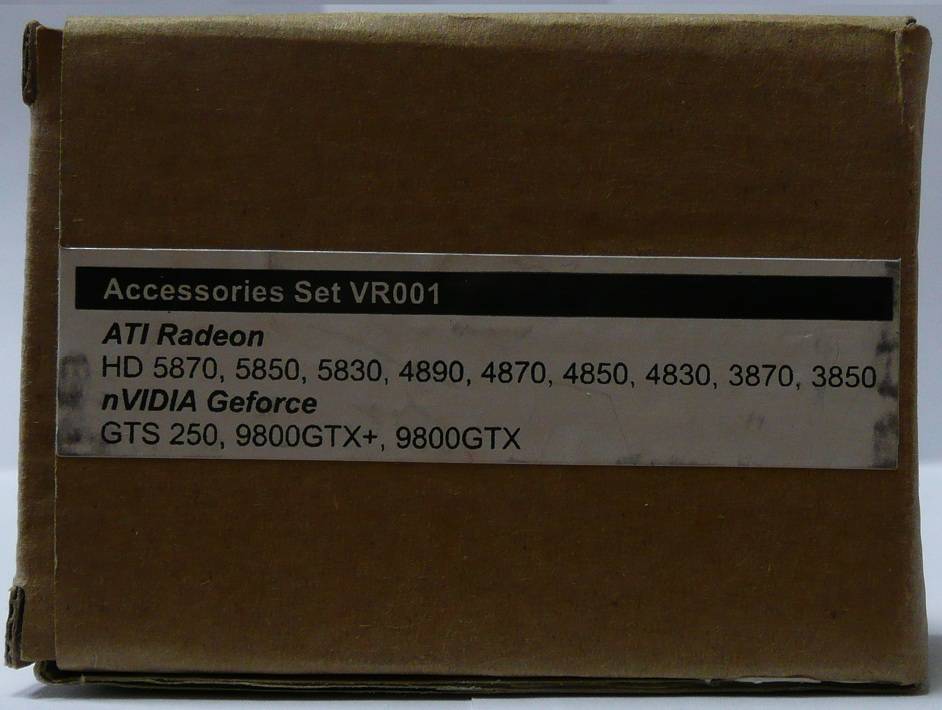 Accessories Set VR001
ATI Radeon
HD 5870, 5850, 5830, 4890, 4870, 4850, 4830, 3870, 3850
nVIDIA Geforce
GTS 250, 9800GTX+, 9800GTX